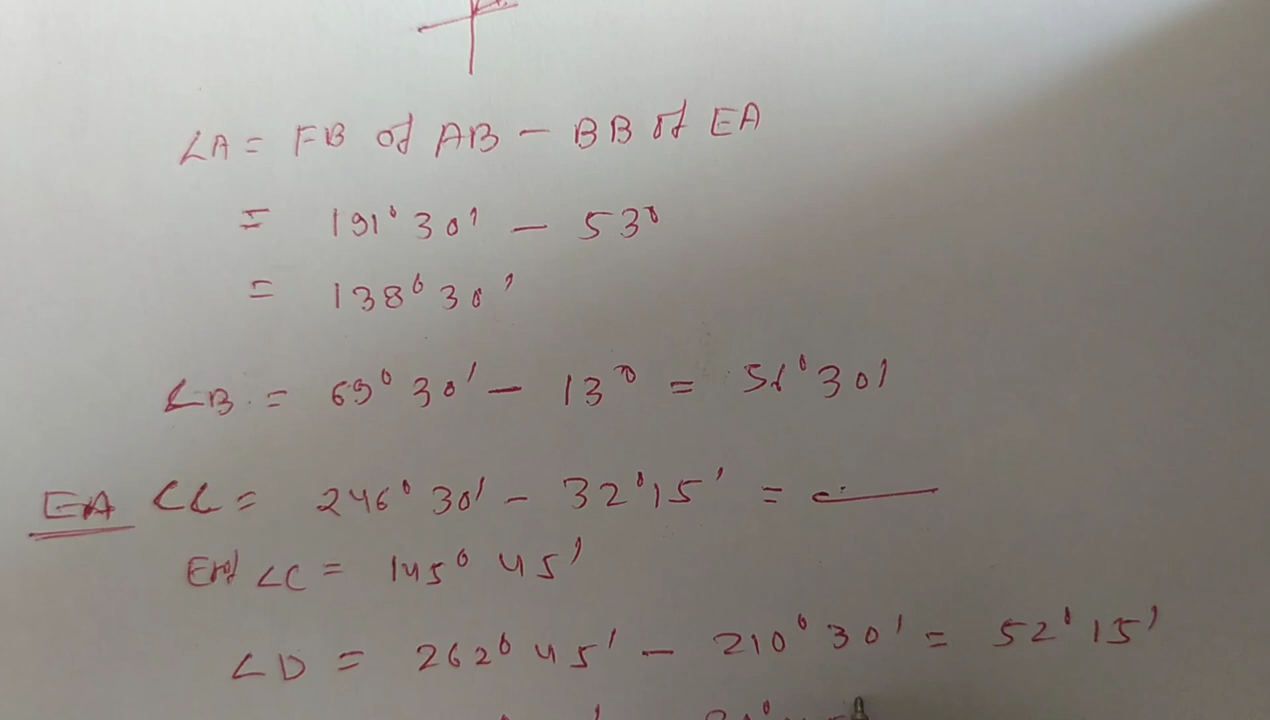 ∠A = FB of AB - BB of EA
= 191°30' - 53°
= 138°30'
∠B = 69°30' - 13° = 56°30'
EA ∠C = 246°30' - 32°15' =
∠C = 145°45'
∠D = 262°45' - 210°30' = 52°15'